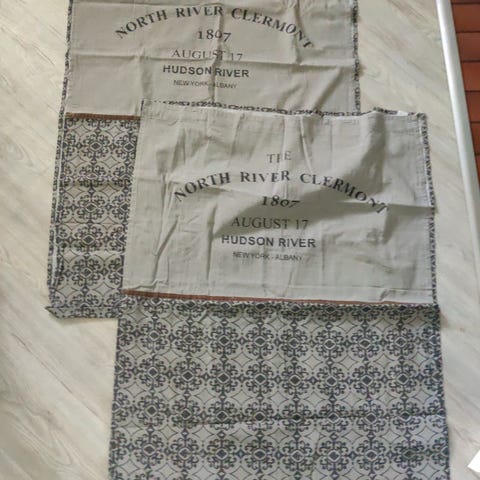 NORTH RIVER CLERMONT
1807
AUGUST 17
HUDSON RIVER
NEW YORK - ALBANY
THE
NORTH RIVER CLERMONT
1807
AUGUST 17
HUDSON RIVER
NEW YORK - ALBANY